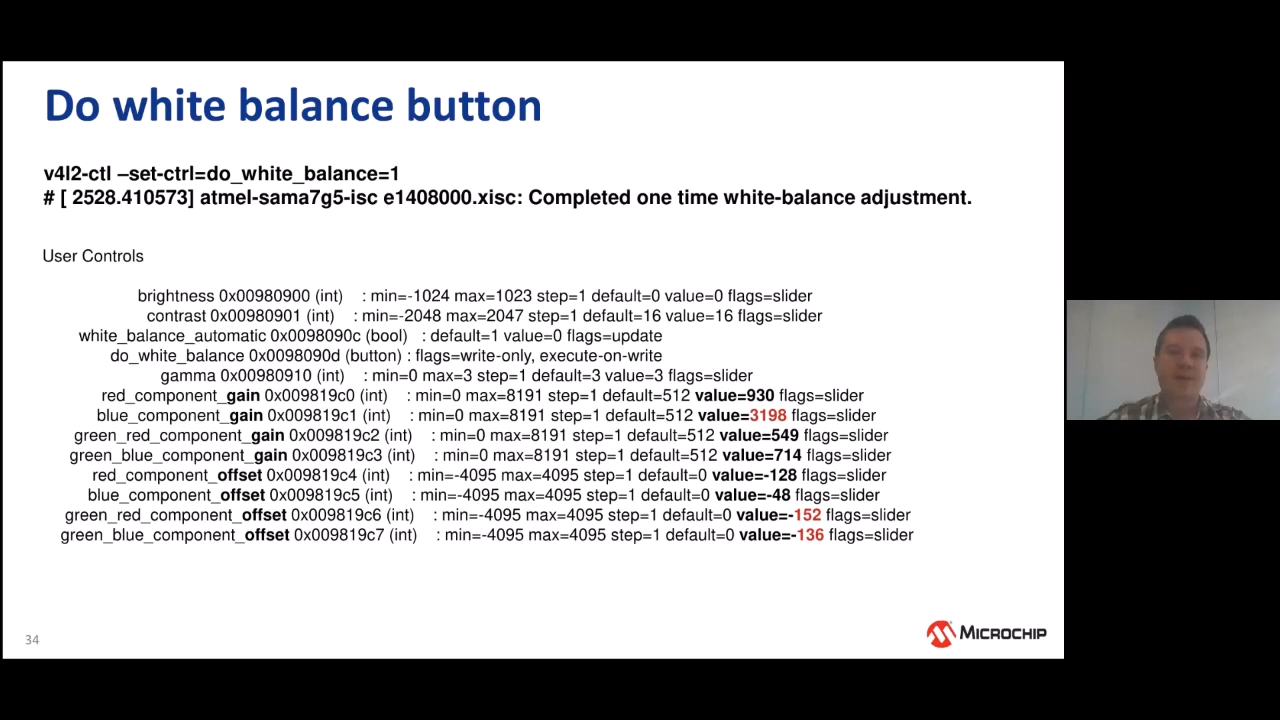 Do white balance button
v4l2-ctl –set-ctrl=do_white_balance=1
# [ 2528.410573] atmel-sama7g5-isc e1408000.xisc: Completed one time white-balance adjustment.
User Controls
brightness 0x00980900 (int) : min=-1024 max=1023 step=1 default=0 value=0 flags=slider
contrast 0x00980901 (int) : min=-2048 max=2047 step=1 default=16 value=16 flags=slider
white_balance_automatic 0x0098090c (bool) : default=1 value=0 flags=update
do_white_balance 0x0098090d (button) : flags=write-only, execute-on-write
gamma 0x00980910 (int) : min=0 max=3 step=1 default=3 value=3 flags=slider
red_component_gain 0x009819c0 (int) : min=0 max=8191 step=1 default=512 value=930 flags=slider
blue_component_gain 0x009819c1 (int) : min=0 max=8191 step=1 default=512 value=3198 flags=slider
green_red_component_gain 0x009819c2 (int) : min=0 max=8191 step=1 default=512 value=549 flags=slider
green_blue_component_gain 0x009819c3 (int) : min=0 max=8191 step=1 default=512 value=714 flags=slider
red_component_offset 0x009819c4 (int) : min=-4095 max=4095 step=1 default=0 value=-128 flags=slider
blue_component_offset 0x009819c5 (int) : min=-4095 max=4095 step=1 default=0 value=-48 flags=slider
green_red_component_offset 0x009819c6 (int) : min=-4095 max=4095 step=1 default=0 value=-152 flags=slider
green_blue_component_offset 0x009819c7 (int) : min=-4095 max=4095 step=1 default=0 value=-136 flags=slider
34
MICROCHIP